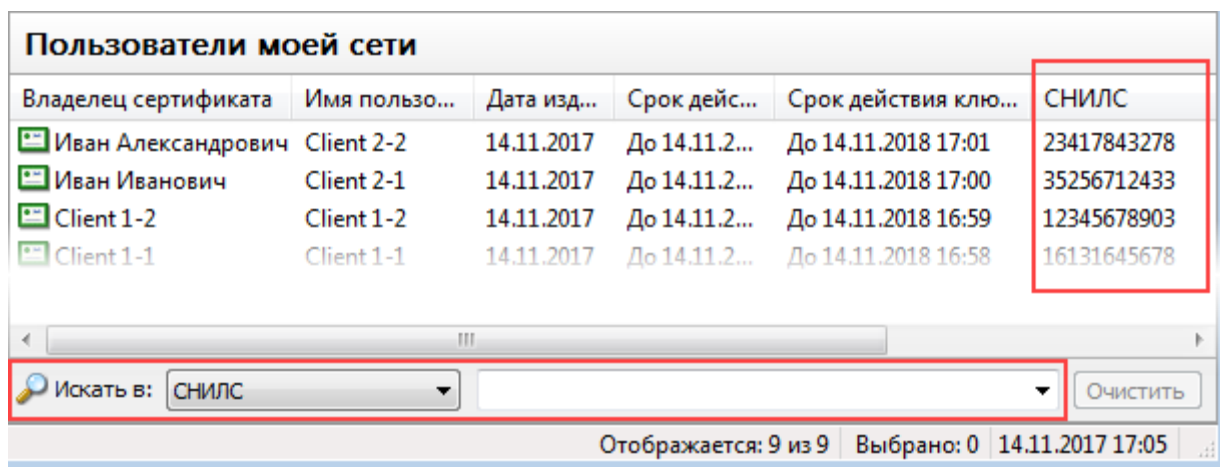 Пользователи моей сети
Владелец сертификата Имя пользо... Дата изд... Срок дейс... Срок действия клю... СНИЛС
Иван Александрович Client 2-2 14.11.2017 До 14.11.2... До 14.11.2018 17:01 23417843278
Иван Иванович Client 2-1 14.11.2017 До 14.11.2... До 14.11.2018 17:00 35256712433
Client 1-2 Client 1-2 14.11.2017 До 14.11.2... До 14.11.2018 16:59 12345678903
Client 1-1 Client 1-1 14.11.2017 До 14.11.2... До 14.11.2018 16:58 16131645678
Искать в: СНИЛС Очистить
Отображается: 9 из 9 Выбрано: 0 14.11.2017 17:05